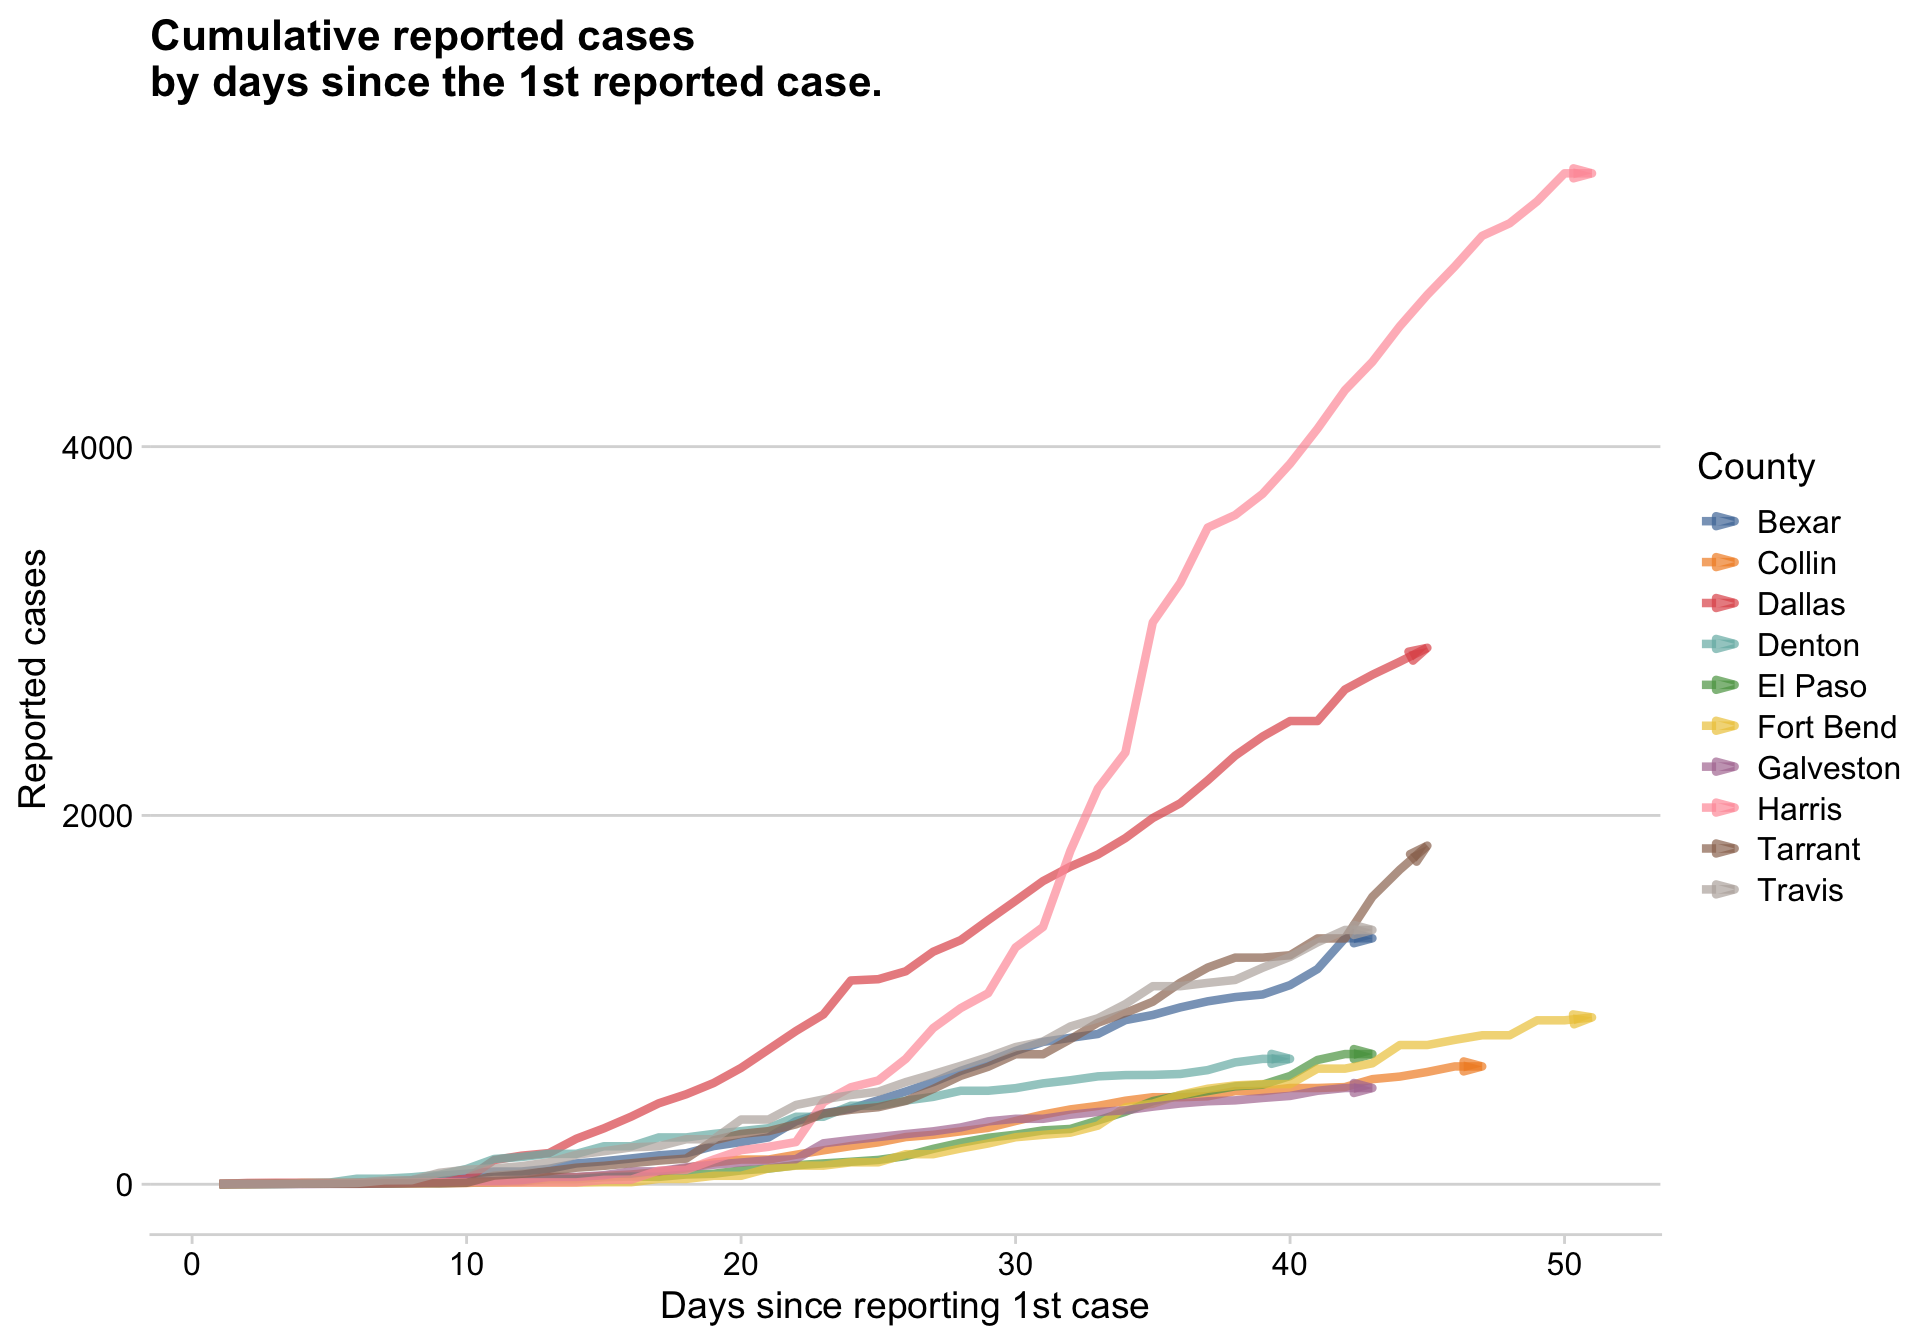 Cumulative reported cases
by days since the 1st reported case.
4000
2000
0
Reported cases
0 10 20 30 40 50
Days since reporting 1st case
County
Bexar
Collin
Dallas
Denton
El Paso
Fort Bend
Galveston
Harris
Tarrant
Travis